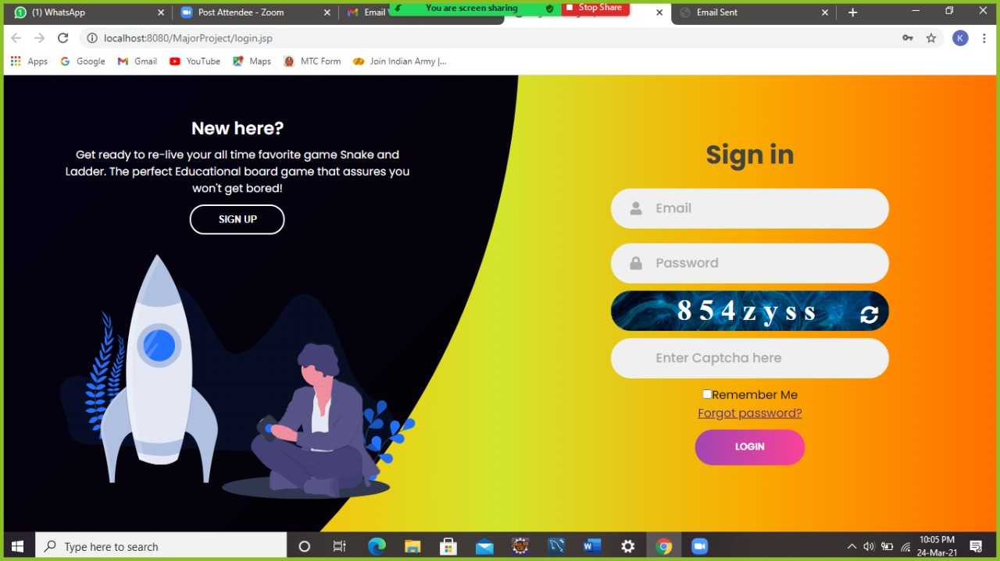 (1) WhatsApp
Post Attendee - Zoom
Email
You are screen sharing
Stop Share
Email Sent
localhost:8080/MajorProject/login.jsp
K
Apps
Google
Gmail
YouTube
Maps
MTC Form
Join Indian Army |...
New here?
Get ready to re-live your all time favorite game Snake and
Ladder. The perfect Educational board game that assures you
won't get bored!
SIGN UP
Sign in
Email
Password
854zyss
Enter Captcha here
Remember Me
Forgot password?
LOGIN
Type here to search
10:05 PM
24-Mar-21